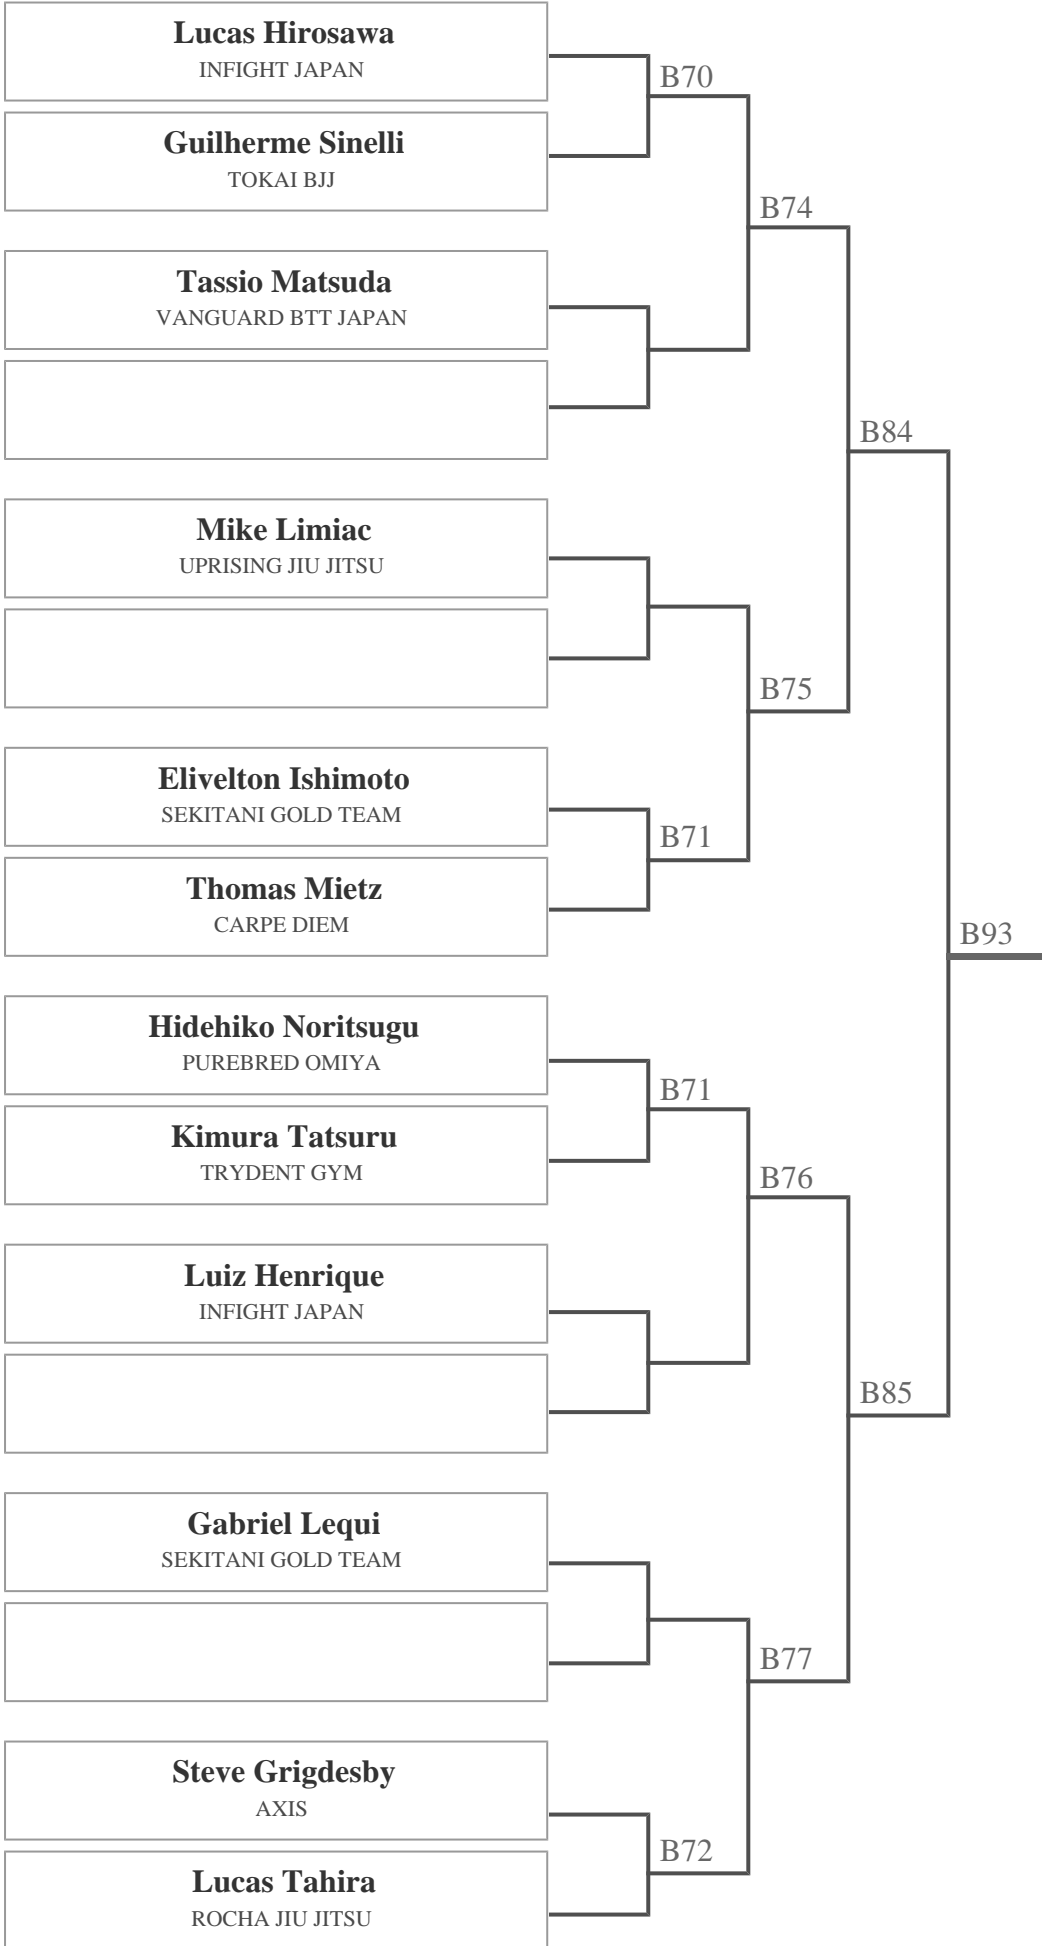 Lucas Hirosawa
INFIGHT JAPAN
B70
Guilherme Sinelli
TOKAI BJJ
B74
Tassio Matsuda
VANGUARD BTT JAPAN
B84
Mike Limiac
UPRISING JIU JITSU
B75
Elivelton Ishimoto
SEKITANI GOLD TEAM
B71
Thomas Mietz
CARPE DIEM
B93
Hidehiko Noritsugu
PUREBRED OMIYA
B71
Kimura Tatsuru
TRYDENT GYM
B76
Luiz Henrique
INFIGHT JAPAN
B85
Gabriel Lequi
SEKITANI GOLD TEAM
B77
Steve Grigdesby
AXIS
B72
Lucas Tahira
ROCHA JIU JITSU